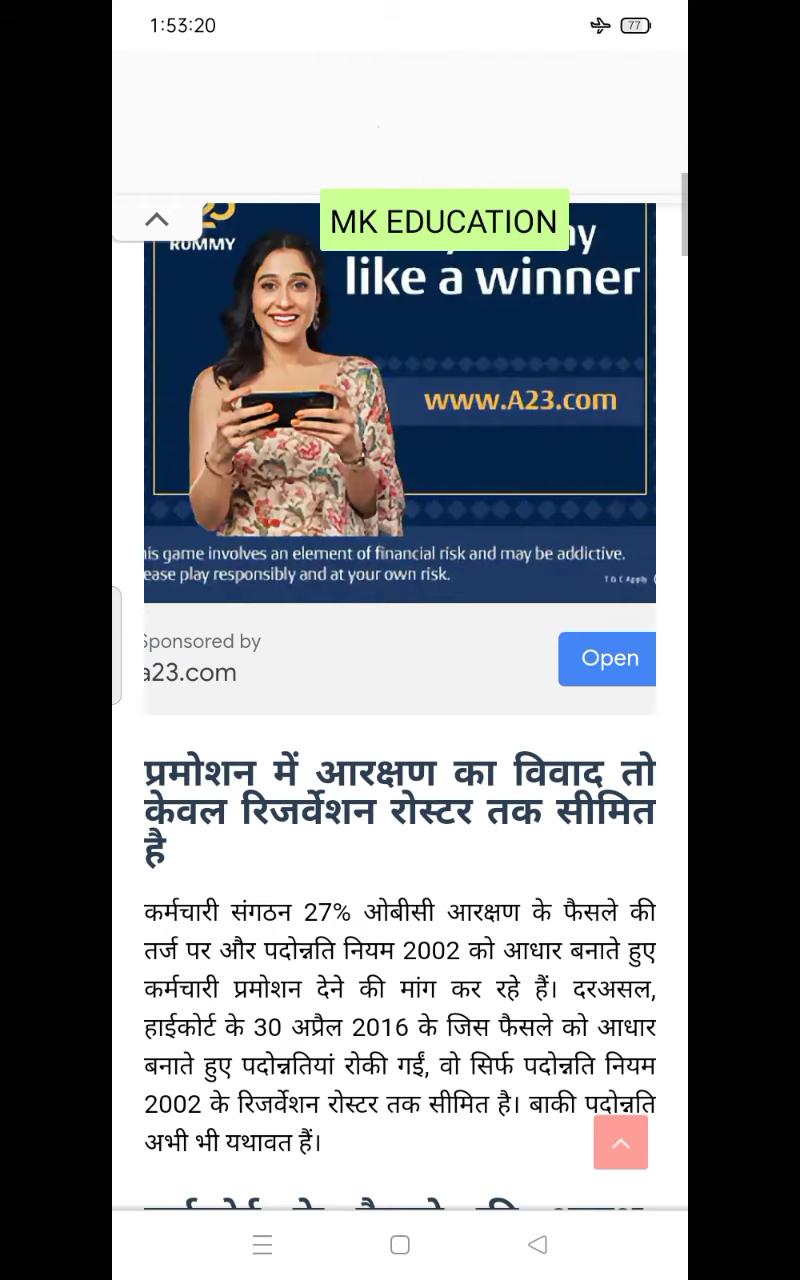 1:53:20
77
MK EDUCATION
RUMMY
like a winner
www.A23.com
game involves an element of financial risk and may be addictive.
play responsibly and at your own risk.
T & C Apply
Sponsored by
a23.com
Open
प्रमोशन में आरक्षण का विवाद तो
केवल रिजर्वेशन रोस्टर तक सीमित
है
कर्मचारी संगठन 27% ओबीसी आरक्षण के फैसले की
तर्ज पर और पदोन्नति नियम 2002 को आधार बनाते हुए
कर्मचारी प्रमोशन देने की मांग कर रहे हैं। दरअसल,
हाईकोर्ट के 30 अप्रैल 2016 के जिस फैसले को आधार
बनाते हुए पदोन्नतियां रोकी गईं, वो सिर्फ पदोन्नति नियम
2002 के रिजर्वेशन रोस्टर तक सीमित है। बाकी पदोन्नति
अभी भी यथावत हैं।